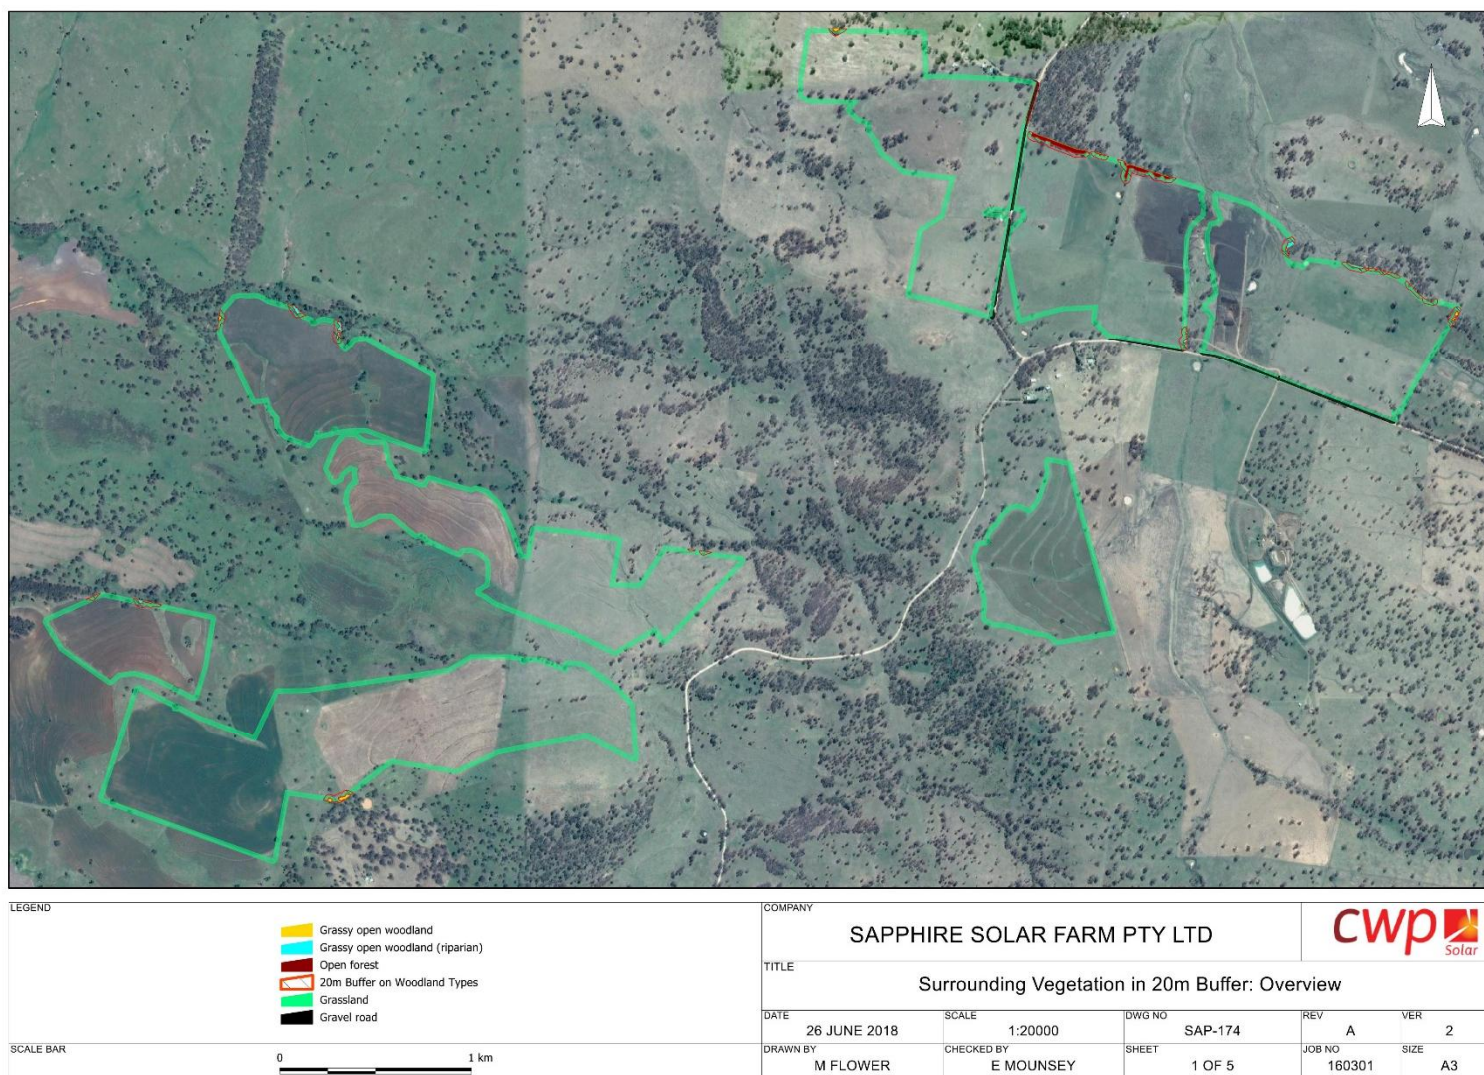 LEGEND
Grassy open woodland
Grassy open woodland (riparian)
Open forest
20m Buffer on Woodland Types
Grassland
Gravel road
SCALE BAR
0 1 km
COMPANY
SAPPHIRE SOLAR FARM PTY LTD
cwp
Solar
TITLE
Surrounding Vegetation in 20m Buffer: Overview
DATE SCALE DWG NO REV VER
26 JUNE 2018 1:20000 SAP-174 A 2
DRAWN BY CHECKED BY SHEET JOB NO SIZE
M FLOWER E MOUNSEY 1 OF 5 160301 A3